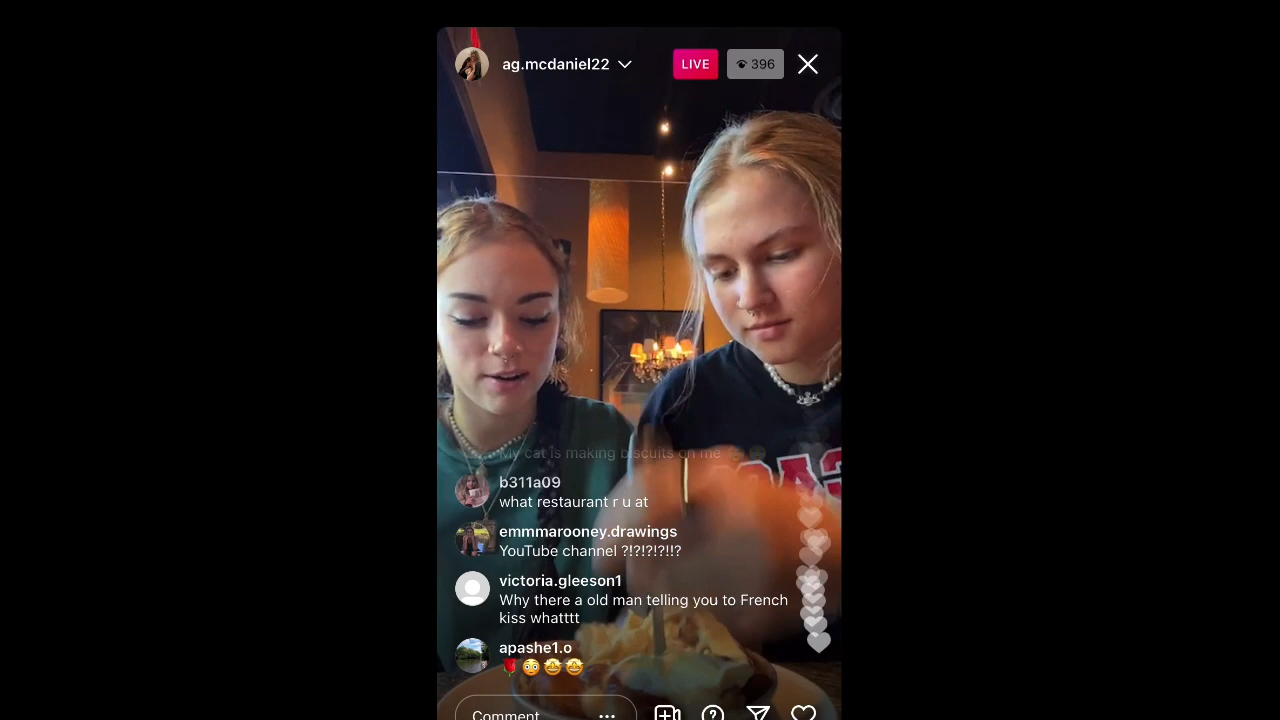 ag.mcdaniel22
LIVE
396
My cat is making biscuits on me
b311a09
what restaurant r u at
emmmarooney.drawings
YouTube channel ?!?!?!?!!?
victoria.gleeson1
Why there a old man telling you to French
kiss whatttt
apashe1.o
🌹😳🤩🤩
Comment